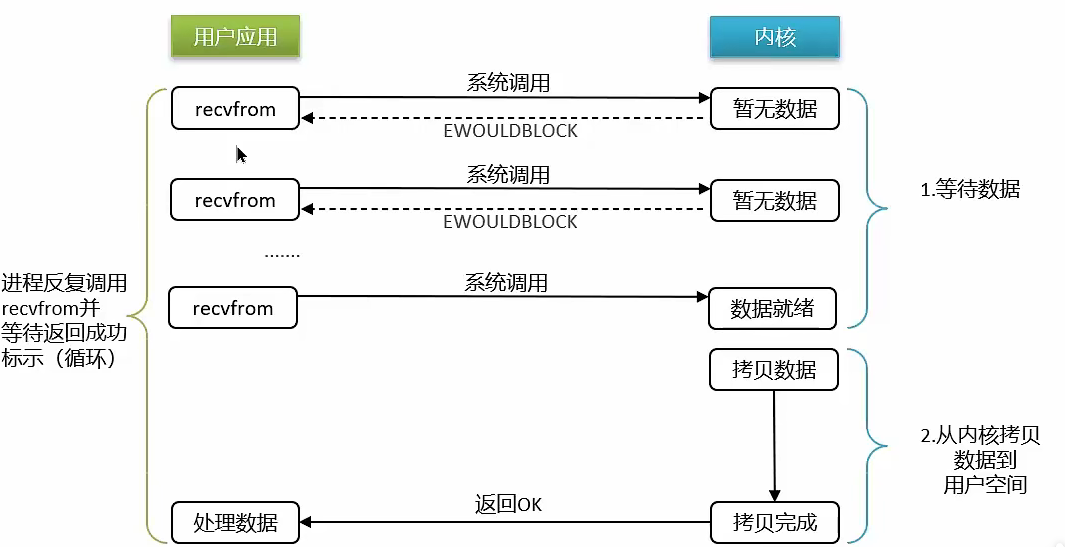 用户应用
内核
系统调用
recvfrom
暂无数据
EWOULDBLOCK
系统调用
recvfrom
暂无数据
EWOULDBLOCK
1.等待数据
.......
进程反复调用
recvfrom并
等待返回成功
标示（循环）
系统调用
recvfrom
数据就绪
拷贝数据
2.从内核拷贝
数据到
用户空间
返回OK
处理数据
拷贝完成